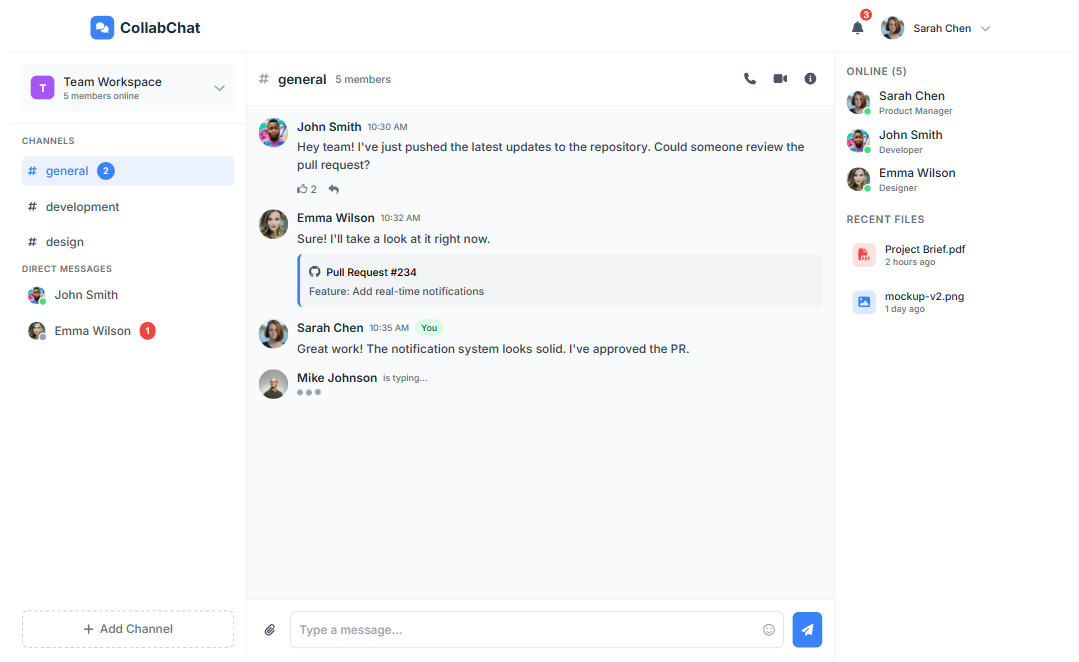 CollabChat
3
Sarah Chen
T
Team Workspace
5 members online
CHANNELS
# general 2
# development
# design
DIRECT MESSAGES
John Smith
Emma Wilson 1
+ Add Channel
# general 5 members
John Smith 10:30 AM
Hey team! I've just pushed the latest updates to the repository. Could someone review the
pull request?
2
Emma Wilson 10:32 AM
Sure! I'll take a look at it right now.
Pull Request #234
Feature: Add real-time notifications
Sarah Chen 10:35 AM You
Great work! The notification system looks solid. I've approved the PR.
Mike Johnson is typing...
Type a message...
ONLINE (5)
Sarah Chen
Product Manager
John Smith
Developer
Emma Wilson
Designer
RECENT FILES
PDF
Project Brief.pdf
2 hours ago
mockup-v2.png
1 day ago